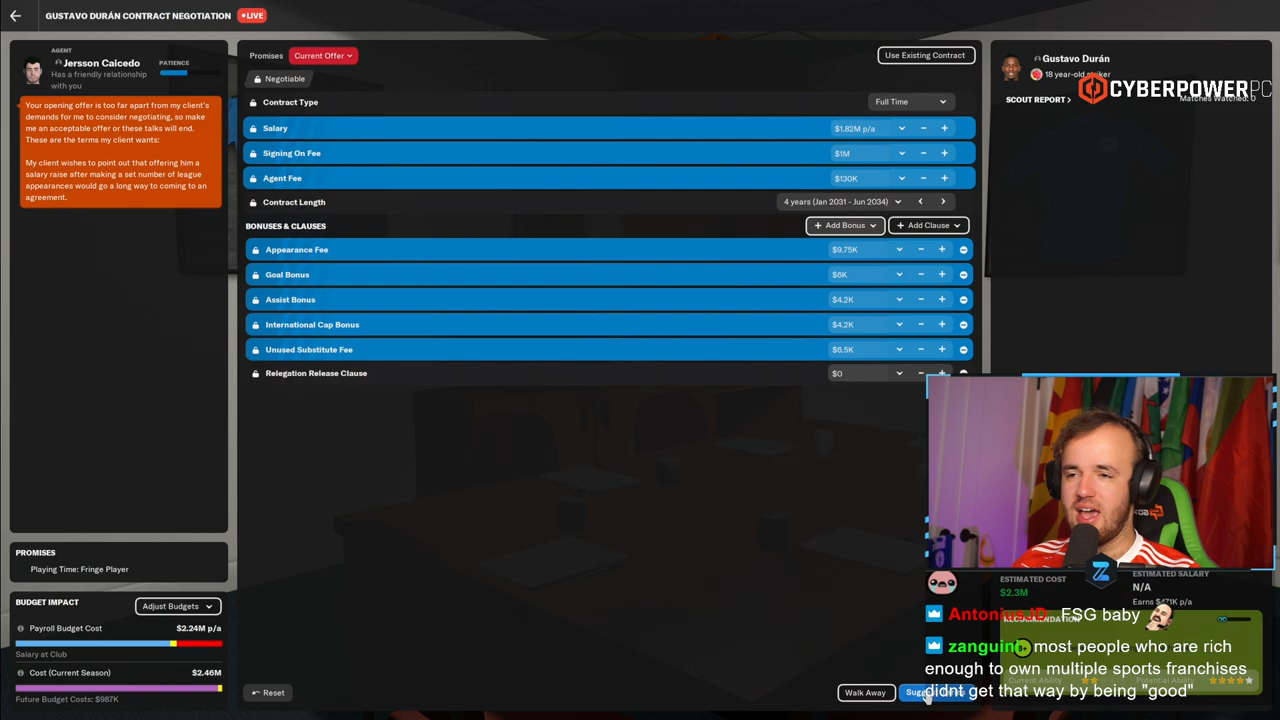 GUSTAVO DURÁN CONTRACT NEGOTIATION
LIVE
AGENT
Jersson Caicedo
Has a friendly relationship
with you
PATIENCE
Your opening offer is too far apart from my client's
demands for me to consider negotiating, so make
me an acceptable offer or these talks will end.
These are the terms my client wants:
My client wishes to point out that offering him a
salary raise after making a set number of league
appearances would go a long way to coming to an
agreement.
PROMISES
Playing Time: Fringe Player
BUDGET IMPACT
Adjust Budgets
Payroll Budget Cost
$2.24M p/a
Salary at Club
Cost (Current Season)
$2.46M
Future Budget Costs: $987K
Promises
Current Offer
Use Existing Contract
Negotiable
Contract Type
Full Time
Salary
$1.82M p/a
Signing On Fee
$1M
Agent Fee
$130K
Contract Length
4 years (Jan 2031 - Jun 2034)
BONUSES & CLAUSES
Add Bonus
Add Clause
Appearance Fee
$9.75K
Goal Bonus
$6K
Assist Bonus
$4.2K
International Cap Bonus
$4.2K
Unused Substitute Fee
$6.5K
Relegation Release Clause
$0
Reset
Walk Away
Gustavo Durán
18 year-old striker
CYBERPOWERPC
SCOUT REPORT >
Matches Watched: 0
ESTIMATED COST
$2.3M
ESTIMATED SALARY
N/A
FSG baby
most people who are rich
enough to own multiple sports franchises
didnt get that way by being "good"